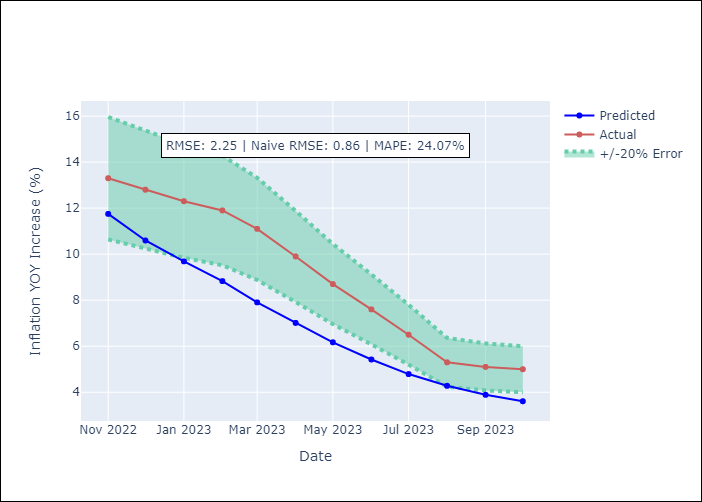 RMSE: 2.25 | Naive RMSE: 0.86 | MAPE: 24.07%
Predicted
Actual
+/-20% Error
Inflation YOY Increase (%)
16
14
12
10
8
6
4
Nov 2022
Jan 2023
Mar 2023
May 2023
Jul 2023
Sep 2023
Date